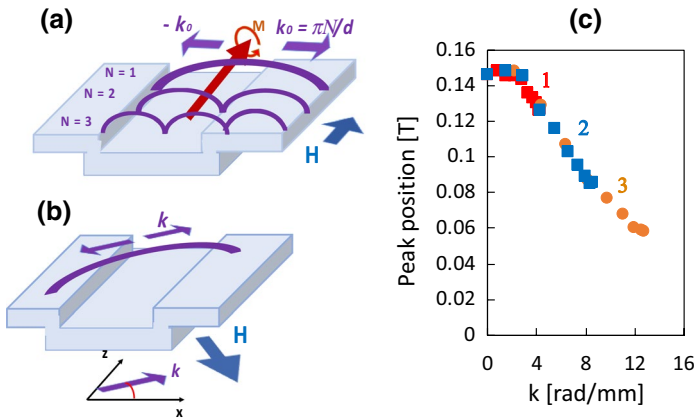 (a)
- k₀
M
k₀ = πN/d
N = 1
N = 2
N = 3
H
(b)
k
H
z
k
x
(c)
0.16
0.14
0.12
0.1
0.08
0.06
0.04
0.02
0
Peak position [T]
1
2
3
0 4 8 12 16
k [rad/mm]